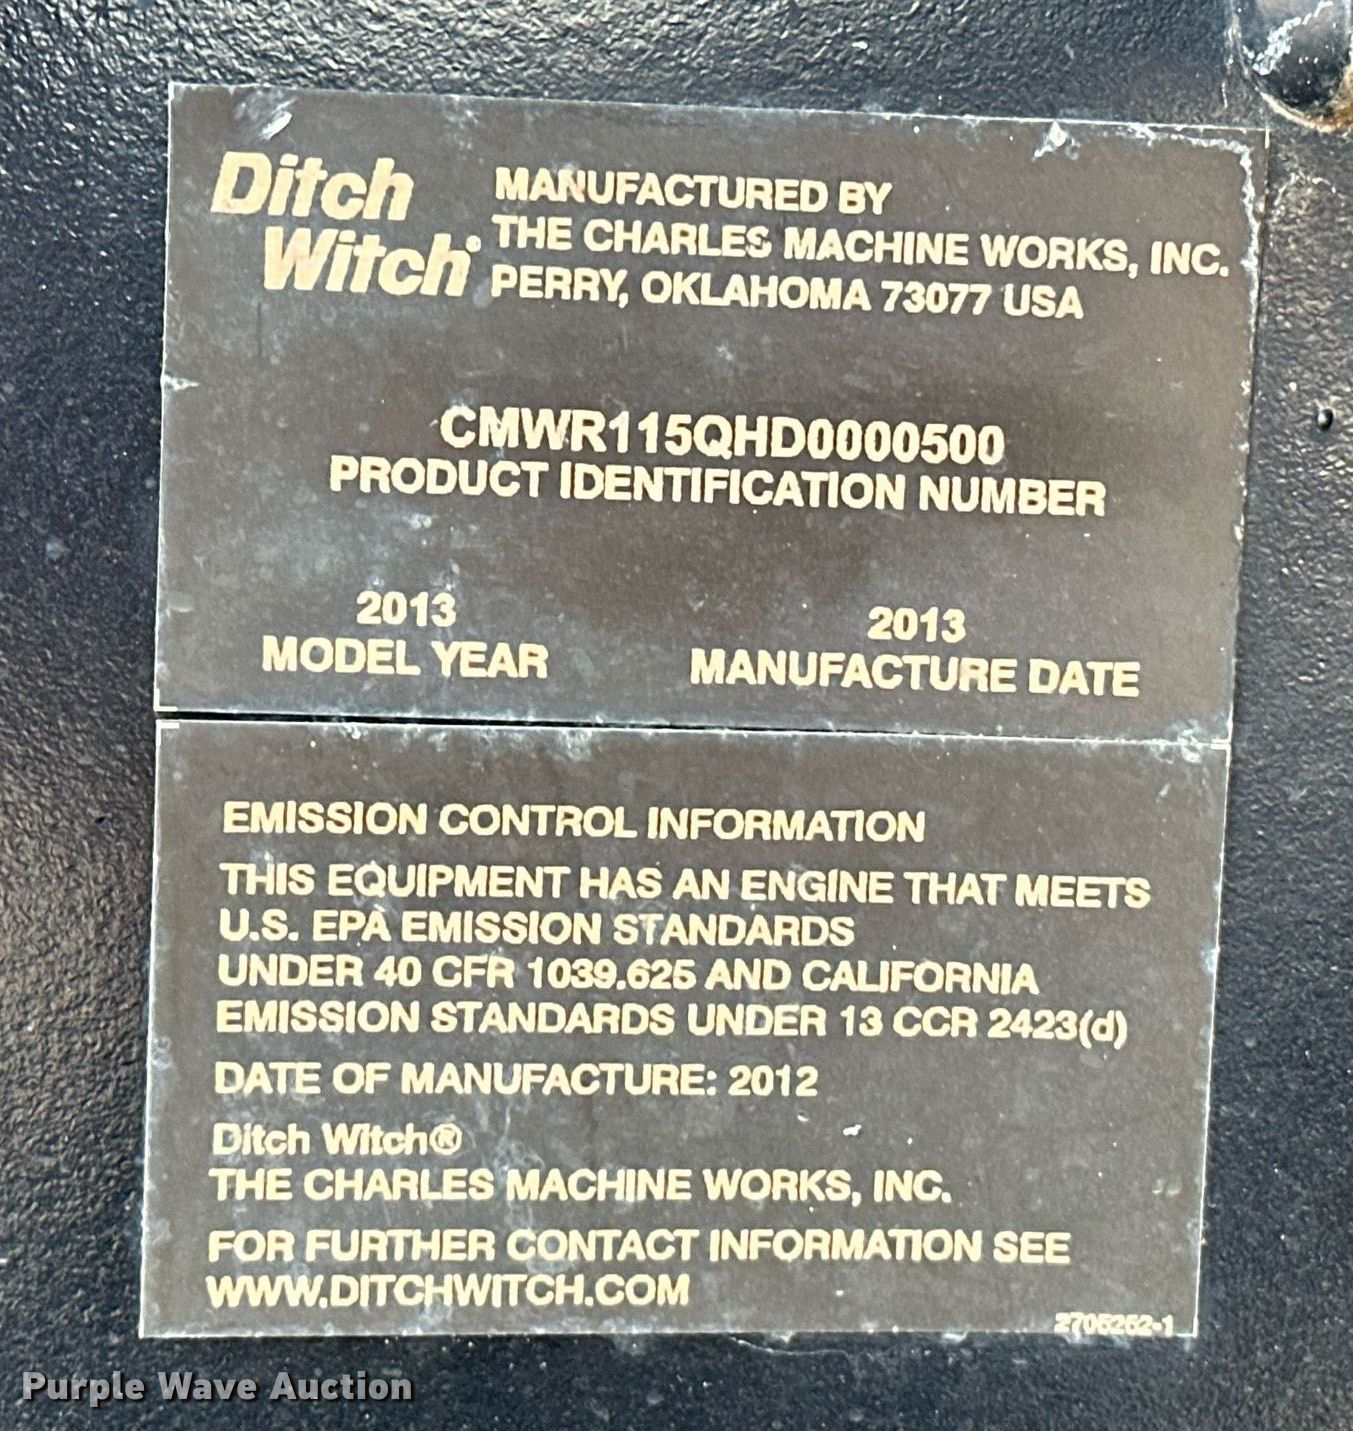 Ditch
Witch®
MANUFACTURED BY
THE CHARLES MACHINE WORKS, INC.
PERRY, OKLAHOMA 73077 USA
CMWR115QHD0000500
PRODUCT IDENTIFICATION NUMBER
2013
MODEL YEAR
2013
MANUFACTURE DATE
EMISSION CONTROL INFORMATION
THIS EQUIPMENT HAS AN ENGINE THAT MEETS
U.S. EPA EMISSION STANDARDS
UNDER 40 CFR 1039.625 AND CALIFORNIA
EMISSION STANDARDS UNDER 13 CCR 2423(d)
DATE OF MANUFACTURE: 2012
Ditch Witch®
THE CHARLES MACHINE WORKS, INC.
FOR FURTHER CONTACT INFORMATION SEE
WWW.DITCHWITCH.COM
Purple Wave Auction